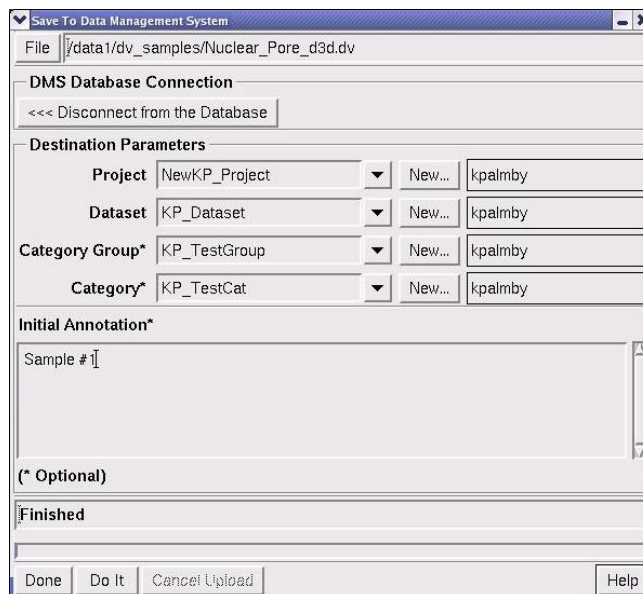 Save To Data Management System
File /data1/dv_samples/Nuclear_Pore_d3d.dv
DMS Database Connection
<<< Disconnect from the Database
Destination Parameters
Project NewKP_Project New... kpalmby
Dataset KP_Dataset New... kpalmby
Category Group* KP_TestGroup New... kpalmby
Category* KP_TestCat New... kpalmby
Initial Annotation*
Sample #1
(* Optional)
Finished
Done Do It Cancel Upload Help